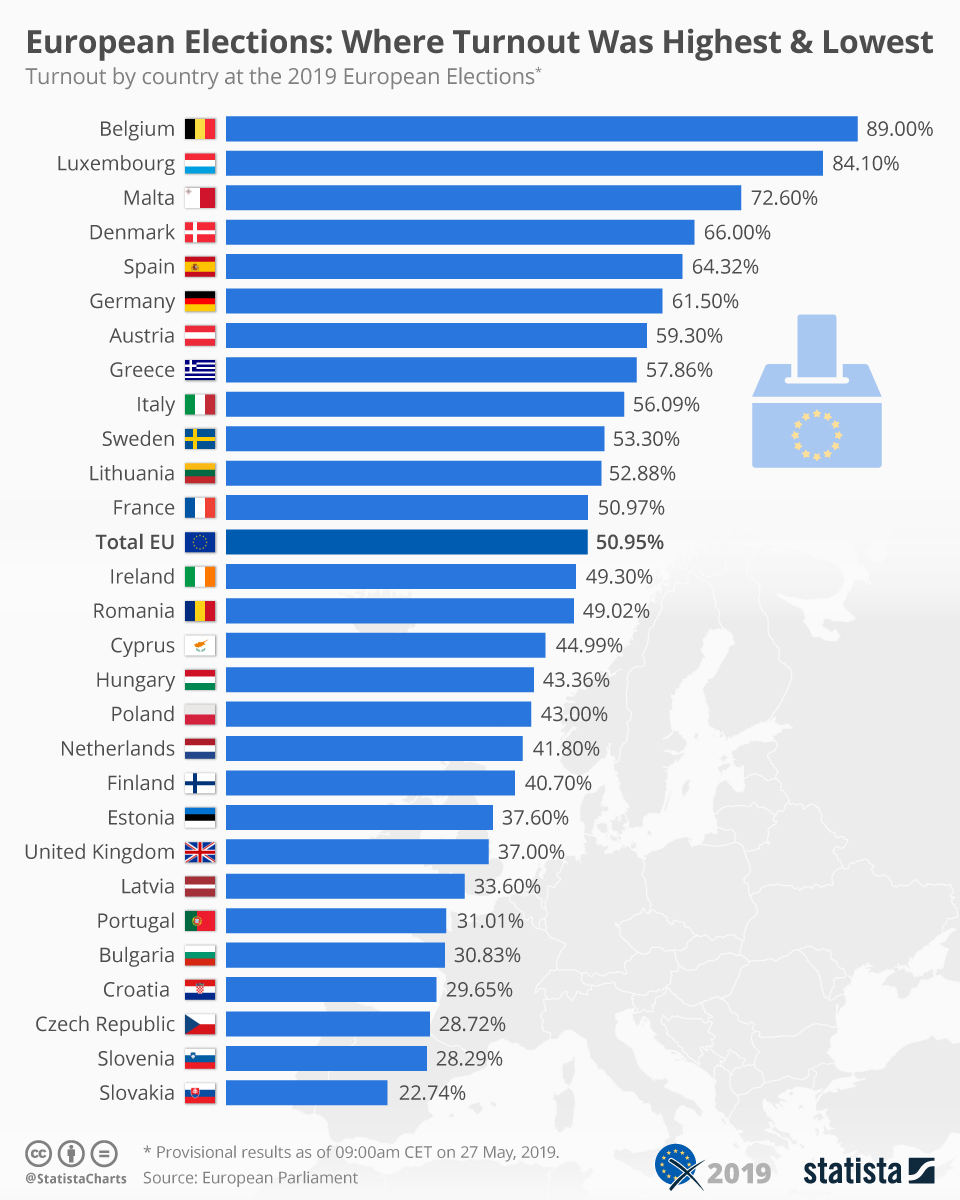 European Elections: Where Turnout Was Highest & Lowest
Turnout by country at the 2019 European Elections*
Belgium 89.00%
Luxembourg 84.10%
Malta 72.60%
Denmark 66.00%
Spain 64.32%
Germany 61.50%
Austria 59.30%
Greece 57.86%
Italy 56.09%
Sweden 53.30%
Lithuania 52.88%
France 50.97%
Total EU 50.95%
Ireland 49.30%
Romania 49.02%
Cyprus 44.99%
Hungary 43.36%
Poland 43.00%
Netherlands 41.80%
Finland 40.70%
Estonia 37.60%
United Kingdom 37.00%
Latvia 33.60%
Portugal 31.01%
Bulgaria 30.83%
Croatia 29.65%
Czech Republic 28.72%
Slovenia 28.29%
Slovakia 22.74%
cc
@StatistaCharts
* Provisional results as of 09:00am CET on 27 May, 2019.
Source: European Parliament
2019
statista